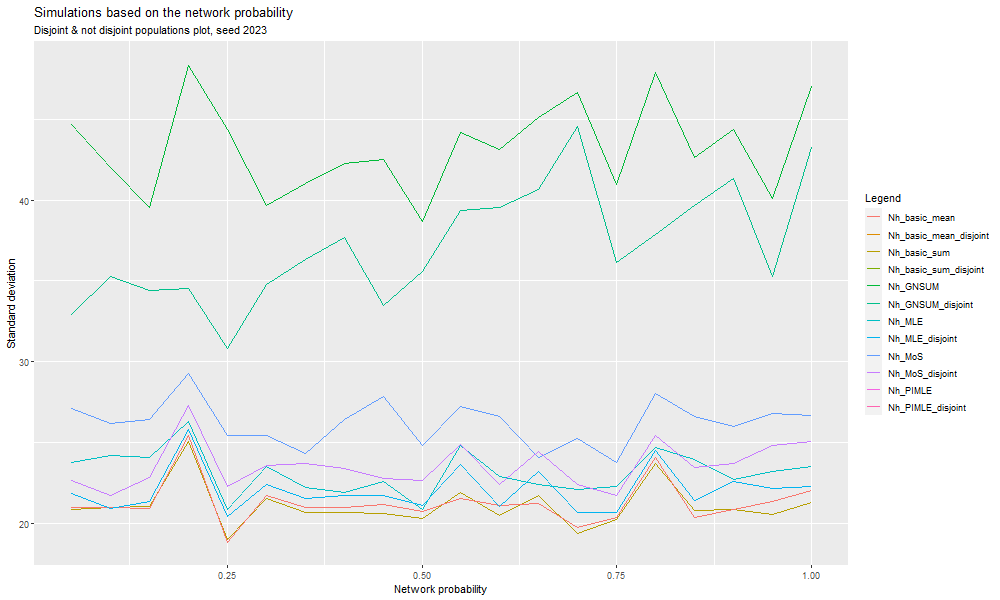 Simulations based on the network probability
Disjoint & not disjoint populations plot, seed 2023
Standard deviation
40
30
20
0.25
0.50
0.75
1.00
Network probability
Legend
Nh_basic_mean
Nh_basic_mean_disjoint
Nh_basic_sum
Nh_basic_sum_disjoint
Nh_GNSUM
Nh_GNSUM_disjoint
Nh_MLE
Nh_MLE_disjoint
Nh_MoS
Nh_MoS_disjoint
Nh_PIMLE
Nh_PIMLE_disjoint